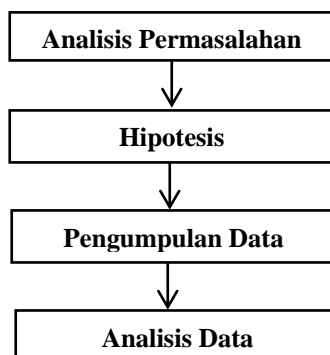 Analisis Permasalahan
Hipotesis
Pengumpulan Data
Analisis Data